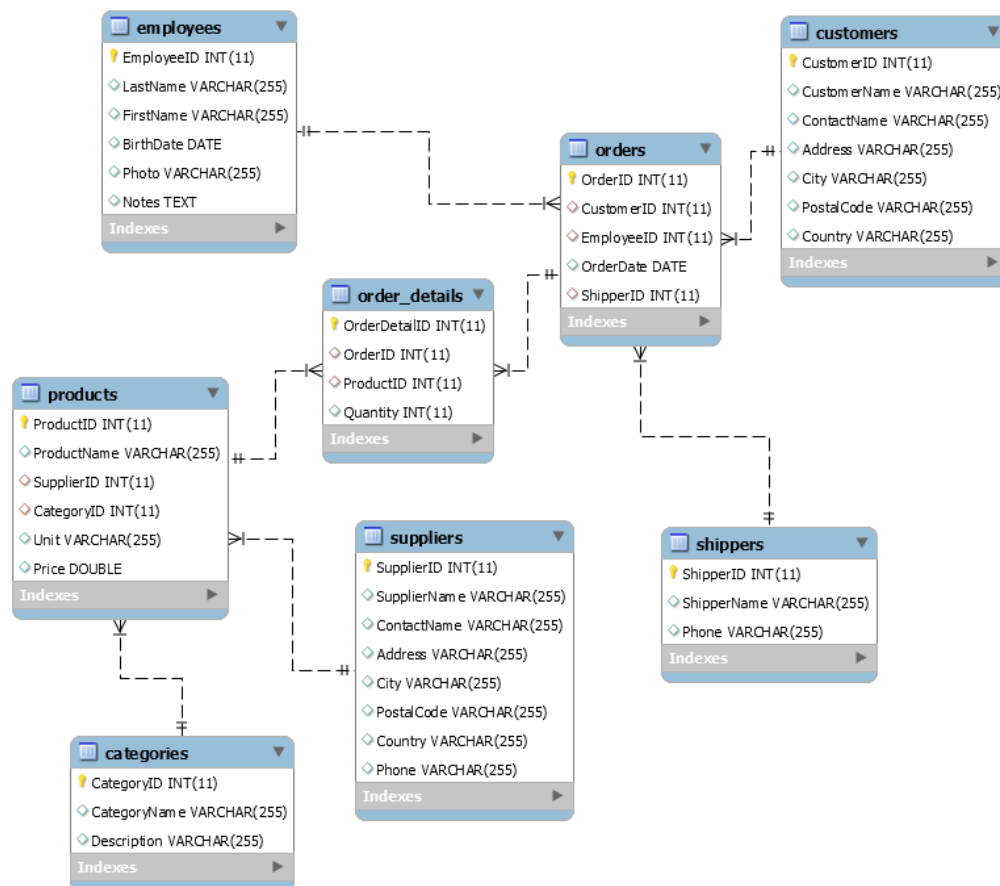 employees
EmployeeID INT(11)
LastName VARCHAR(255)
FirstName VARCHAR(255)
BirthDate DATE
Photo VARCHAR(255)
Notes TEXT
Indexes
customers
CustomerID INT(11)
CustomerName VARCHAR(255)
ContactName VARCHAR(255)
Address VARCHAR(255)
City VARCHAR(255)
PostalCode VARCHAR(255)
Country VARCHAR(255)
Indexes
orders
OrderID INT(11)
CustomerID INT(11)
EmployeeID INT(11)
OrderDate DATE
ShipperID INT(11)
Indexes
order_details
OrderDetailID INT(11)
OrderID INT(11)
ProductID INT(11)
Quantity INT(11)
Indexes
products
ProductID INT(11)
ProductName VARCHAR(255)
SupplierID INT(11)
CategoryID INT(11)
Unit VARCHAR(255)
Price DOUBLE
Indexes
suppliers
SupplierID INT(11)
SupplierName VARCHAR(255)
ContactName VARCHAR(255)
Address VARCHAR(255)
City VARCHAR(255)
PostalCode VARCHAR(255)
Country VARCHAR(255)
Phone VARCHAR(255)
Indexes
shippers
ShipperID INT(11)
ShipperName VARCHAR(255)
Phone VARCHAR(255)
Indexes
categories
CategoryID INT(11)
CategoryName VARCHAR(255)
Description VARCHAR(255)
Indexes